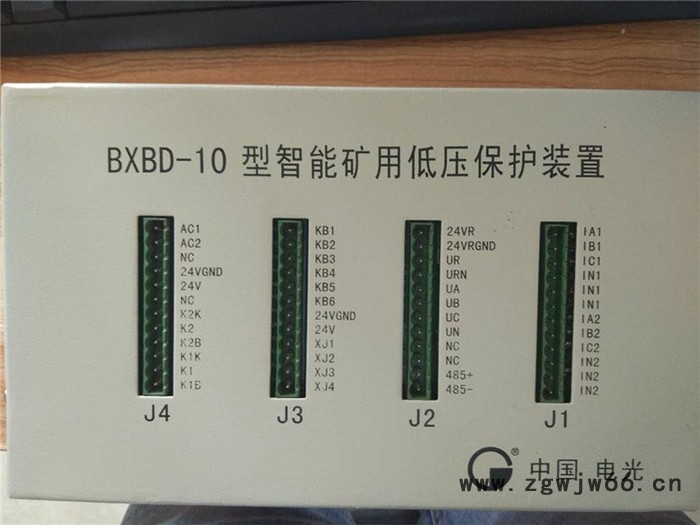 BXBD-10 型智能矿用低压保护装置
AC1
AC2
NC
24VGND
24V
NC
K2K
K2
K2B
K1K
K1
K1B
J4
KB1
KB2
KB3
KB4
KB5
KB6
24VGND
24V
XJ1
XJ2
XJ3
XJ4
J3
24VR
24VRGND
UR
URN
UA
UB
UC
UN
NC
NC
485+
485-
J2
IA1
IB1
IC1
IN1
IN1
IN1
IA2
IB2
IC2
IN2
IN2
IN2
J1
® 中国·电光
www.zgwjw66.cn